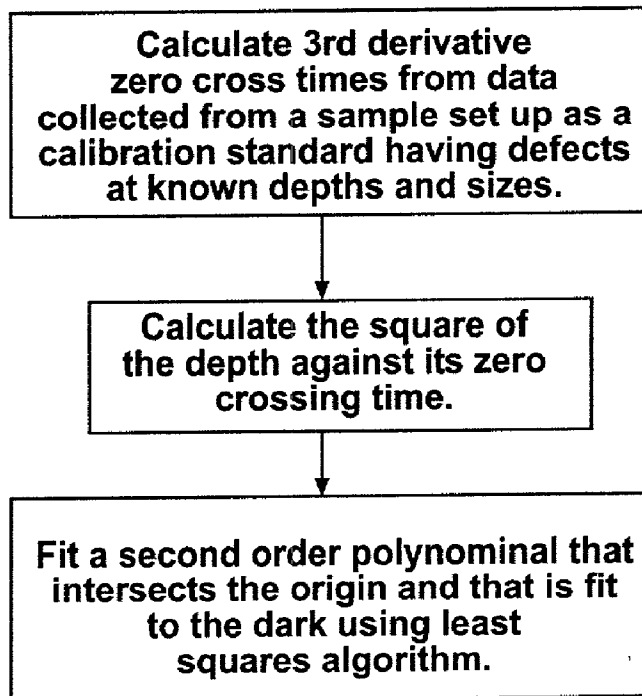 Calculate 3rd derivative
zero cross times from data
collected from a sample set up as a
calibration standard having defects
at known depths and sizes.
Calculate the square of
the depth against its zero
crossing time.
Fit a second order polynominal that
intersects the origin and that is fit
to the dark using least
squares algorithm.